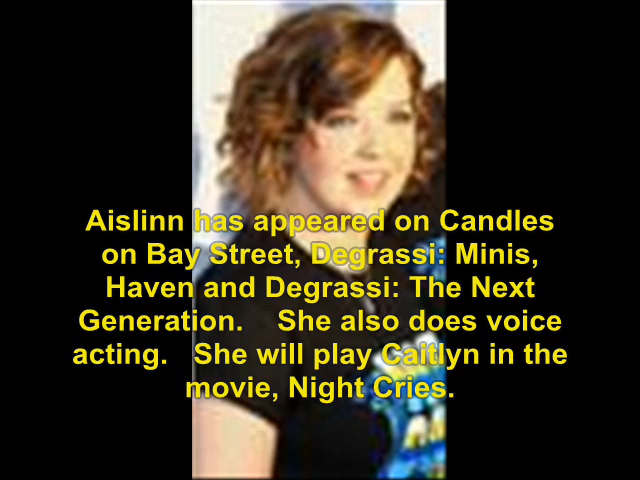 Aislinn has appeared on Candles
on Bay Street, Degrassi: Minis,
Haven and Degrassi: The Next
Generation. She also does voice
acting. She will play Caitlyn in the
movie, Night Cries.